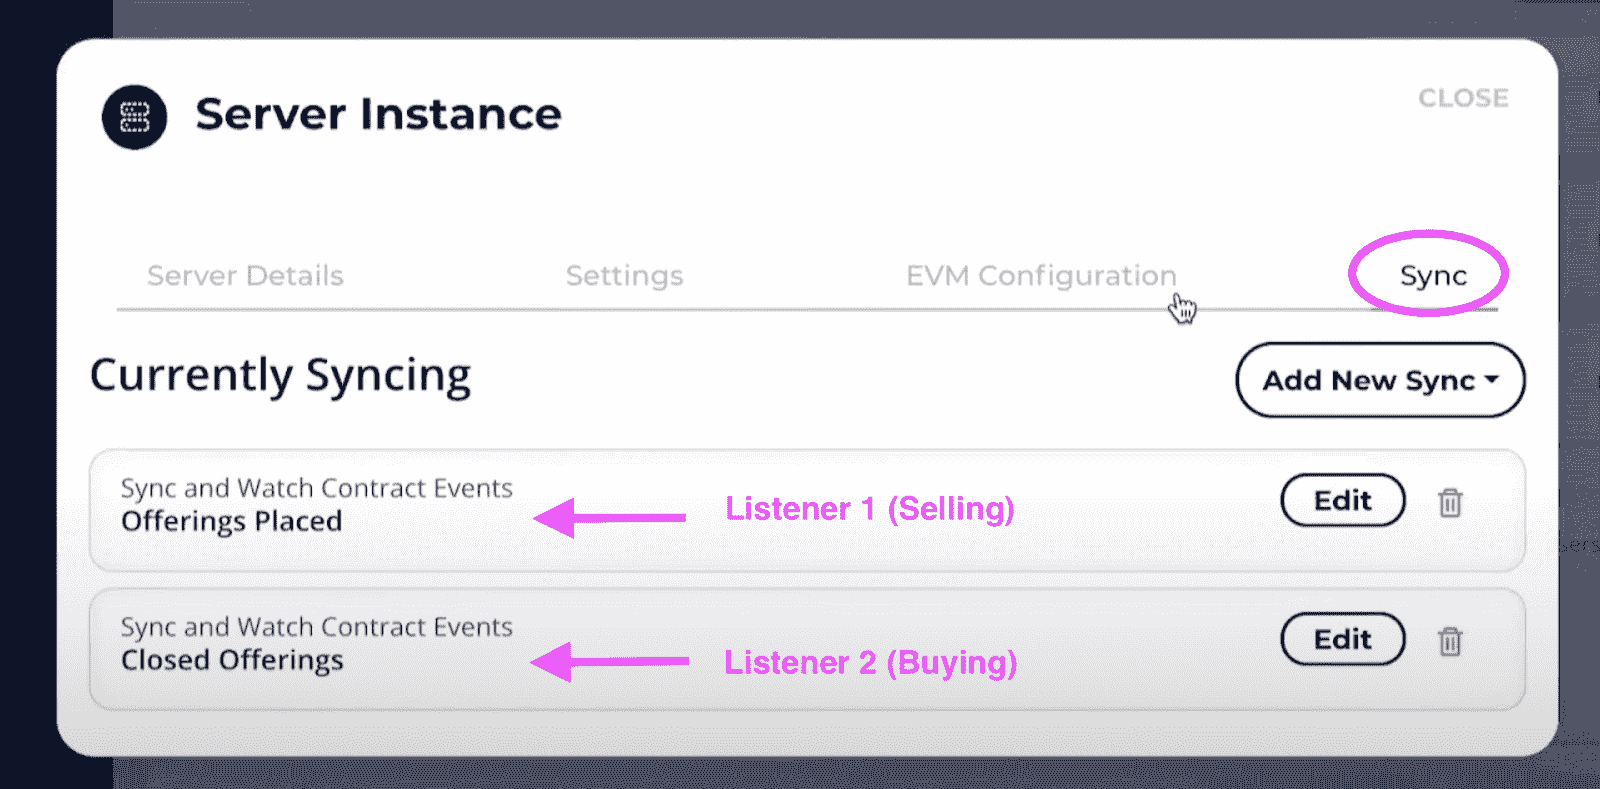 Server Instance
CLOSE
Server Details
Settings
EVM Configuration
Sync
Currently Syncing
Add New Sync
Sync and Watch Contract Events
Offerings Placed
Listener 1 (Selling)
Edit
Sync and Watch Contract Events
Closed Offerings
Listener 2 (Buying)
Edit